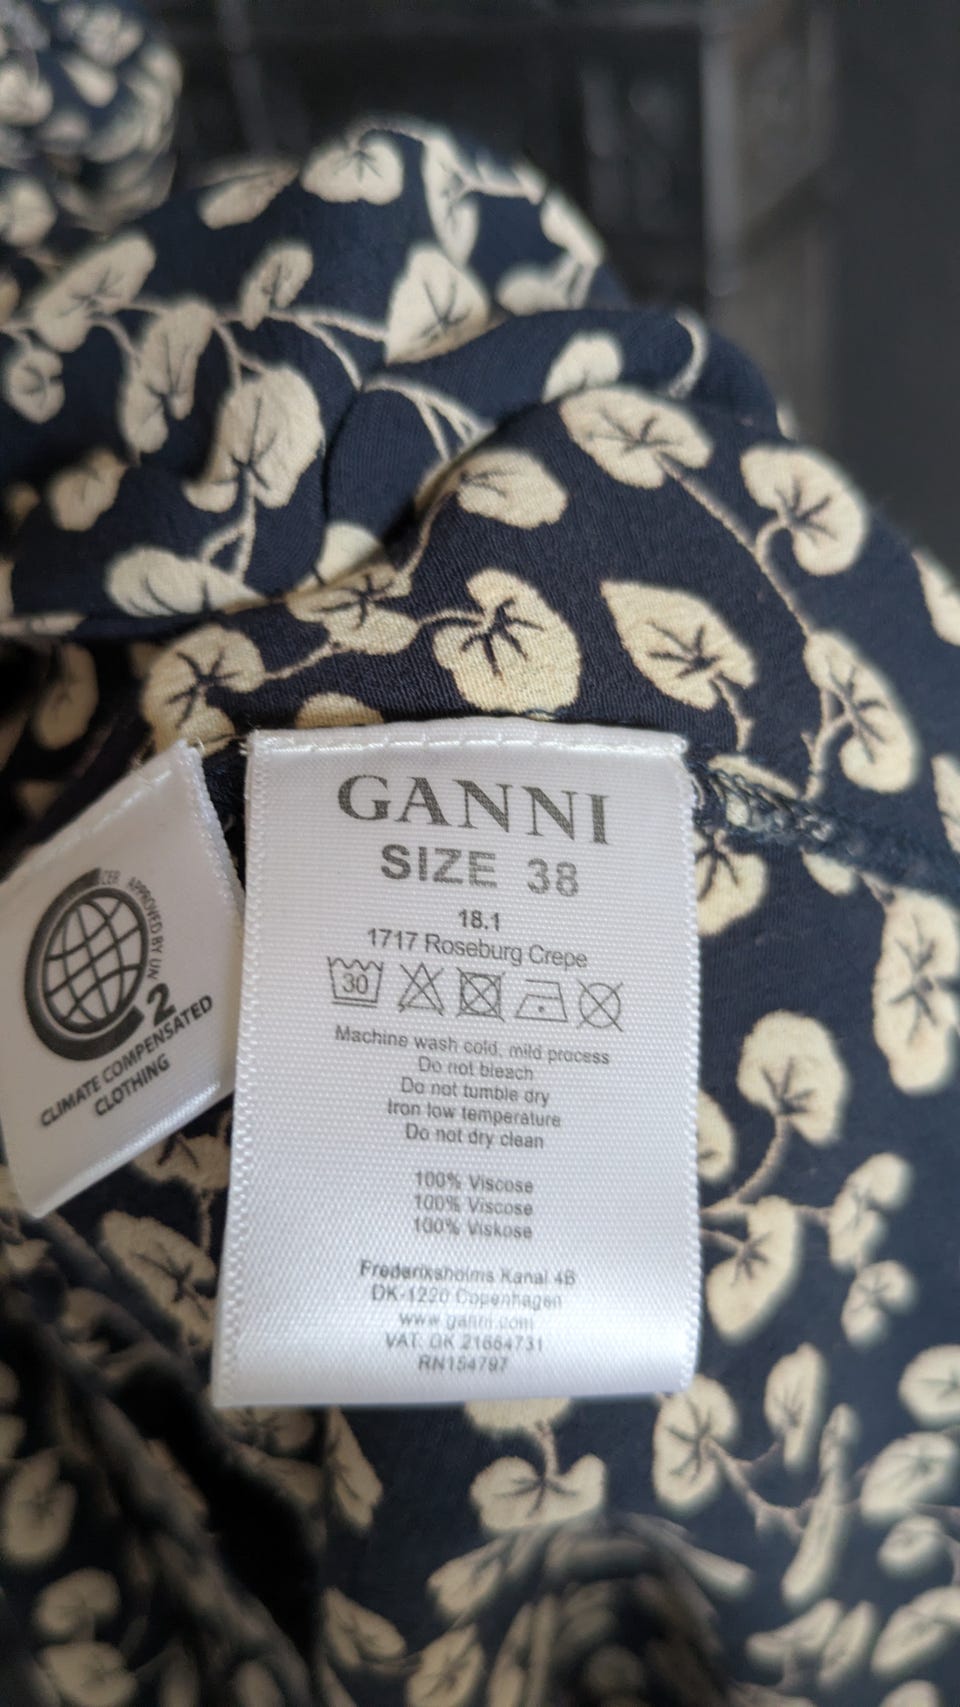 GANNI
SIZE 38
18.1
1717 Roseburg Crepe
30
Machine wash cold, mild process
Do not bleach
Do not tumble dry
Iron low temperature
Do not dry clean
100% Viscose
100% Viscose
100% Viskose
Frederiksholms Kanal 4B
DK-1220 Copenhagen
www.ganni.com
VAT: DK 21664731
RN154797
CER APPROVED BY UN
C2
CLIMATE COMPENSATED
CLOTHING